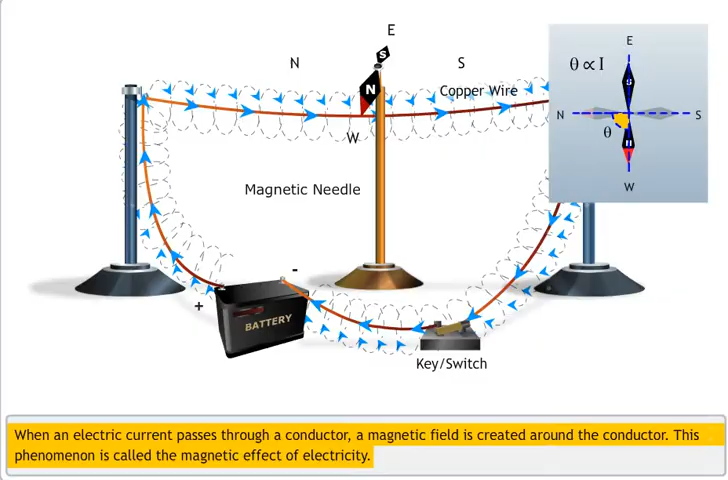 E
N
S
S
N
Copper Wire
W
Magnetic Needle
θ ∝ I
E
S
N
S
θ
N
W
+
-
BATTERY
Key/Switch
When an electric current passes through a conductor, a magnetic field is created around the conductor. This
phenomenon is called the magnetic effect of electricity.